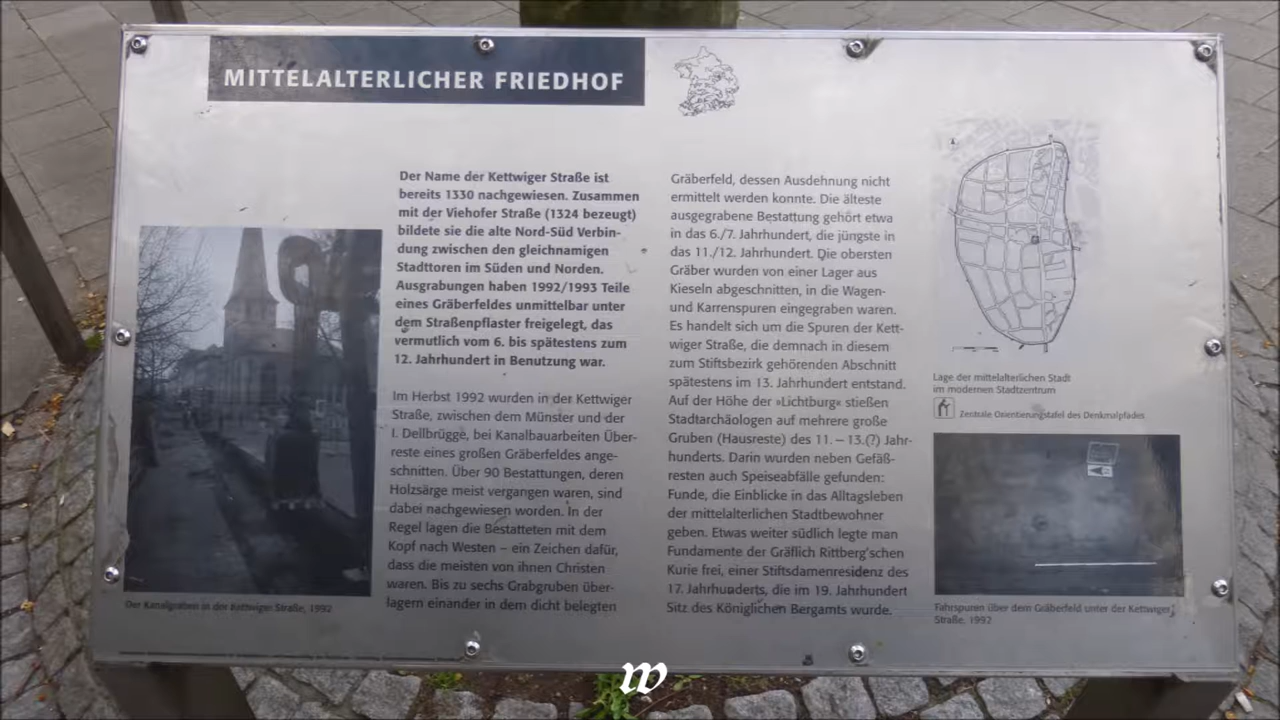 MITTELALTERLICHER FRIEDHOF
Der Name der Kettwiger Straße ist
bereits 1330 nachgewiesen. Zusammen
mit der Viehofer Straße (1324 bezeugt)
bildete sie die alte Nord-Süd Verbin-
dung zwischen den gleichnamigen
Stadttoren im Süden und Norden.
Ausgrabungen haben 1992/1993 Teile
eines Gräberfeldes unmittelbar unter
dem Straßenpflaster freigelegt, das
vermutlich vom 6. bis spätestens zum
12. Jahrhundert in Benutzung war.
Im Herbst 1992 wurden in der Kettwiger
Straße, zwischen dem Münster und der
I. Dellbrügge, bei Kanalbauarbeiten Über-
reste eines großen Gräberfeldes ange-
schnitten. Über 90 Bestattungen, deren
Holzsärge meist vergangen waren, sind
dabei nachgewiesen worden. In der
Regel lagen die Bestatteten mit dem
Kopf nach Westen – ein Zeichen dafür,
dass die meisten von ihnen Christen
waren. Bis zu sechs Grabgruben über-
lagern einander in dem dicht belegten
Gräberfeld, dessen Ausdehnung nicht
ermittelt werden konnte. Die älteste
ausgegrabene Bestattung gehört etwa
in das 6./7. Jahrhundert, die jüngste in
das 11./12. Jahrhundert. Die obersten
Gräber wurden von einer Lager aus
Kieseln abgeschnitten, in die Wagen-
und Karrenspuren eingegraben waren.
Es handelt sich um die Spuren der Kett-
wiger Straße, die demnach in diesem
zum Stiftsbezirk gehörenden Abschnitt
spätestens im 13. Jahrhundert entstand.
Auf der Höhe der »Lichtburg« stießen
Stadtarchäologen auf mehrere große
Gruben (Hausreste) des 11. – 13.(?) Jahr-
hunderts. Darin wurden neben Gefäß-
resten auch Speiseabfälle gefunden:
Funde, die Einblicke in das Alltagsleben
der mittelalterlichen Stadtbewohner
geben. Etwas weiter südlich legte man
Fundamente der Gräflich Rittberg'schen
Kurie frei, einer Stiftsdamenresidenz des
17. Jahrhunderts, die im 19. Jahrhundert
Sitz des Königlichen Bergamts wurde.
Lage der mittelalterlichen Stadt
im modernen Stadtzentrum
Zentrale Orientierungstafel des Denkmalpfades
Der Kanalgraben in der Kettwiger Straße, 1992
Fahrspuren über dem Gräberfeld unter der Kettwiger
Straße, 1992
w